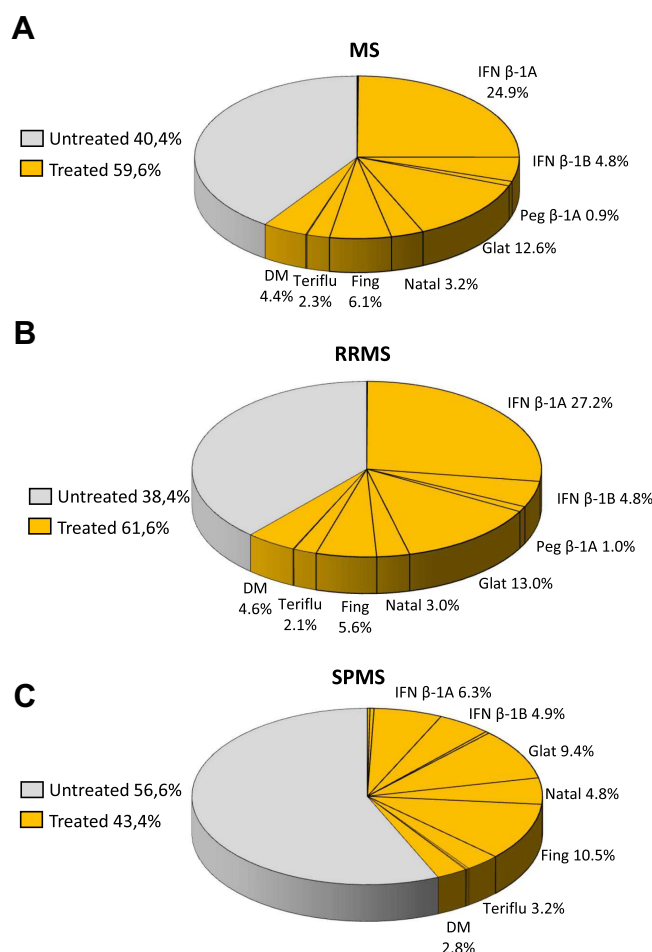 A
MS
Untreated 40,4%
Treated 59,6%
IFN β-1A
24.9%
IFN β-1B 4.8%
Peg β-1A 0.9%
Glat 12.6%
Natal 3.2%
Fing
6.1%
Teriflu
2.3%
DM
4.4%
B
RRMS
Untreated 38,4%
Treated 61,6%
IFN β-1A 27.2%
IFN β-1B 4.8%
Peg β-1A 1.0%
Glat 13.0%
Natal 3.0%
Fing
5.6%
Teriflu
2.1%
DM
4.6%
C
SPMS
Untreated 56,6%
Treated 43,4%
IFN β-1A 6.3%
IFN β-1B 4.9%
Glat 9.4%
Natal 4.8%
Fing 10.5%
Teriflu 3.2%
DM
2.8%